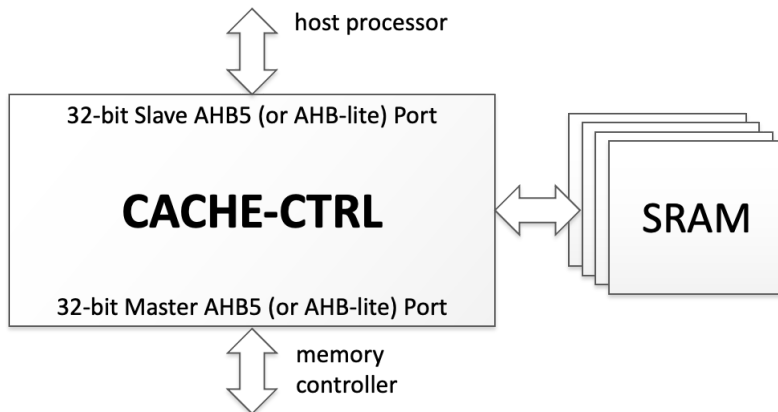 host processor
32-bit Slave AHB5 (or AHB-lite) Port
CACHE-CTRL
SRAM
32-bit Master AHB5 (or AHB-lite) Port
memory
controller